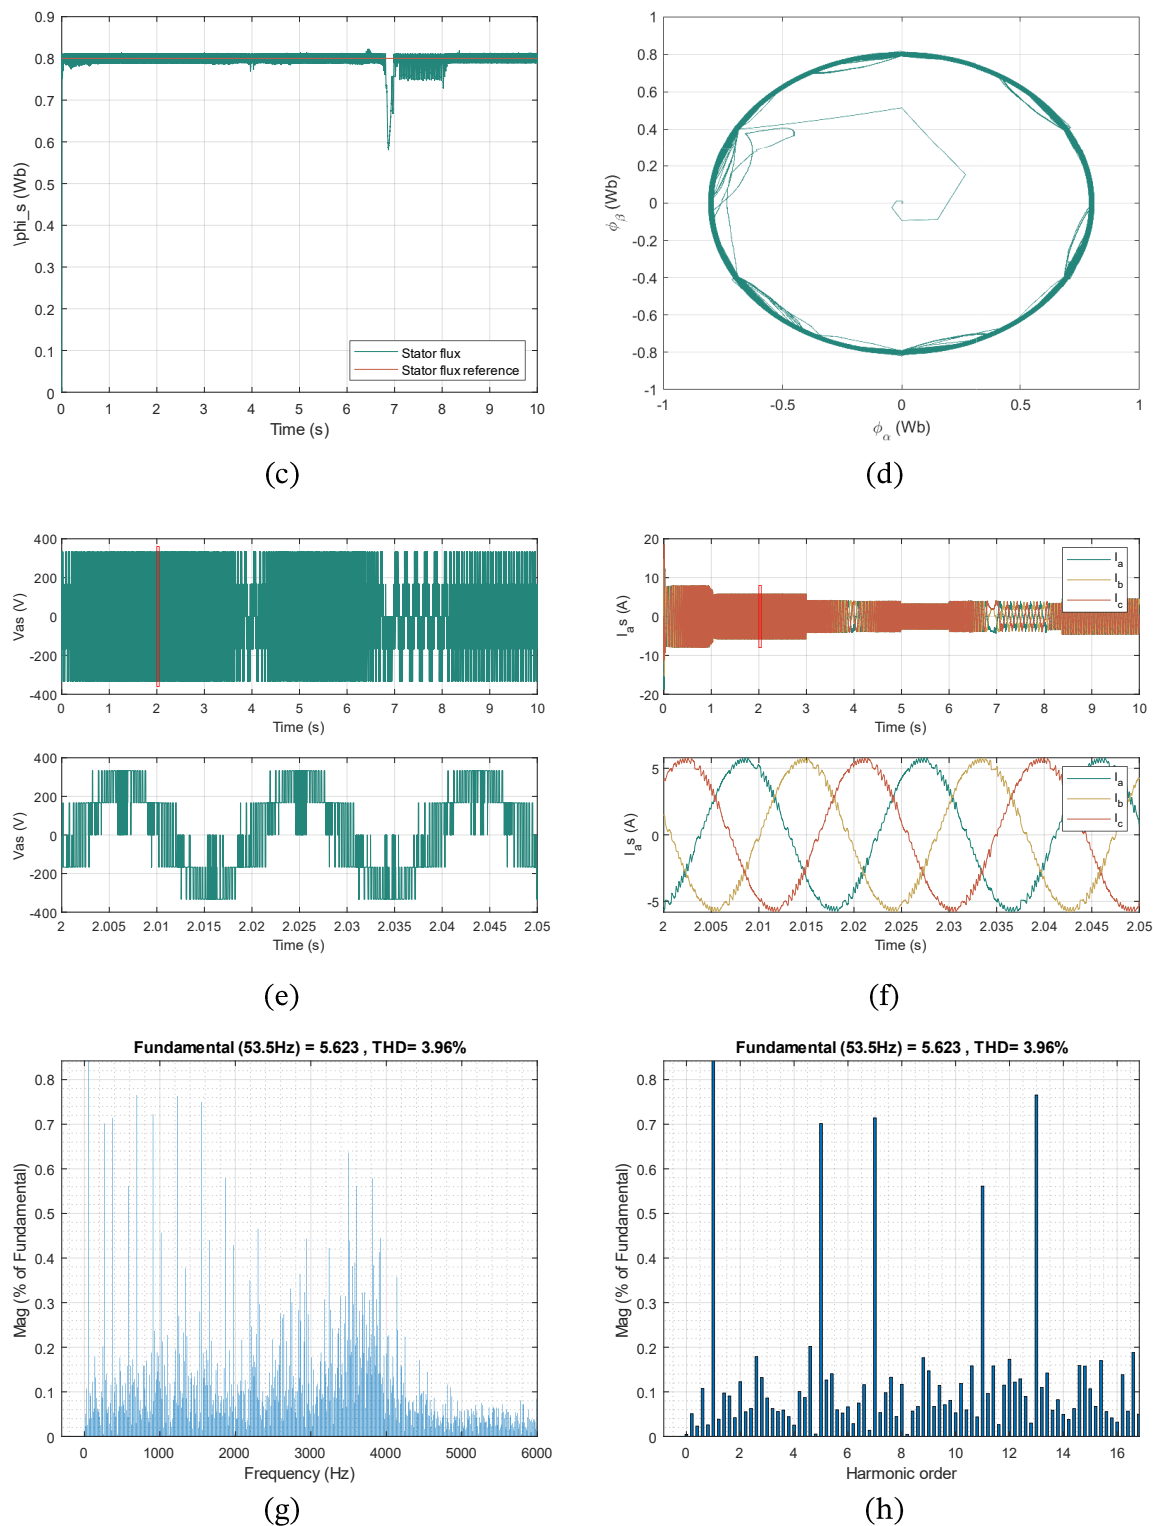 0.9
0.8
0.7
0.6
0.5
0.4
0.3
0.2
0.1
0
\phi_s (Wb)
Stator flux
Stator flux reference
0 1 2 3 4 5 6 7 8 9 10
Time (s)
(c)
1
0.8
0.6
0.4
0.2
0
-0.2
-0.4
-0.6
-0.8
-1
ϕ_β (Wb)
-1 -0.5 0 0.5 1
ϕ_α (Wb)
(d)
400
200
0
-200
-400
Vas (V)
0 1 2 3 4 5 6 7 8 9 10
Time (s)
400
200
0
-200
-400
Vas (V)
2 2.005 2.01 2.015 2.02 2.025 2.03 2.035 2.04 2.045 2.05
Time (s)
(e)
20
10
0
-10
-20
I_as (A)
I_a
I_b
I_c
0 1 2 3 4 5 6 7 8 9 10
Time (s)
5
0
-5
I_as (A)
I_a
I_b
I_c
2 2.005 2.01 2.015 2.02 2.025 2.03 2.035 2.04 2.045 2.05
Time (s)
(f)
Fundamental (53.5Hz) = 5.623 , THD= 3.96%
0.8
0.7
0.6
0.5
0.4
0.3
0.2
0.1
0
Mag (% of Fundamental)
0 1000 2000 3000 4000 5000 6000
Frequency (Hz)
(g)
Fundamental (53.5Hz) = 5.623 , THD= 3.96%
0.8
0.7
0.6
0.5
0.4
0.3
0.2
0.1
0
Mag (% of Fundamental)
0 2 4 6 8 10 12 14 16
Harmonic order
(h)